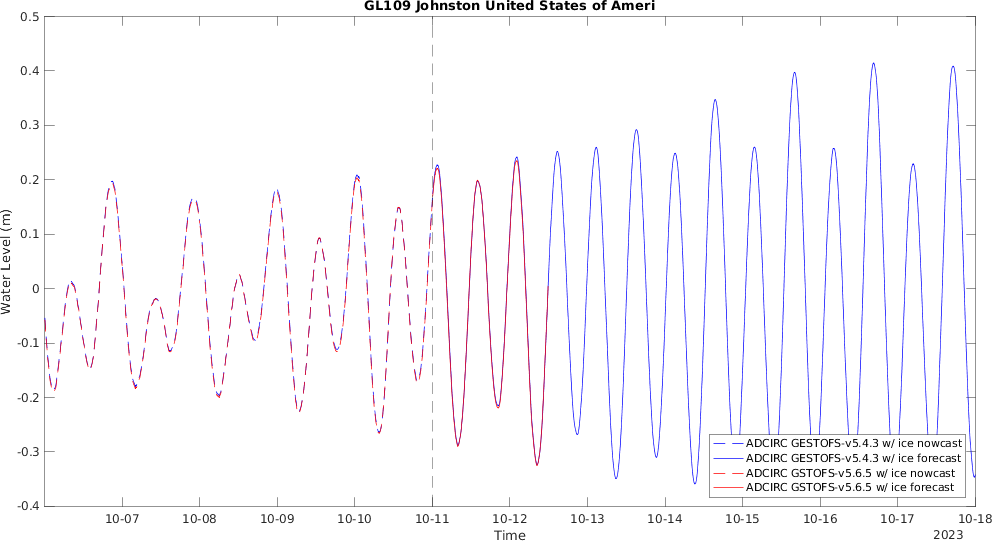 GL109 Johnston United States of Ameri
0.5
0.4
0.3
0.2
0.1
0
-0.1
-0.2
-0.3
-0.4
Water Level (m)
ADCIRC GESTOFS-v5.4.3 w/ ice nowcast
ADCIRC GESTOFS-v5.4.3 w/ ice forecast
ADCIRC GSTOFS-v5.6.5 w/ ice nowcast
ADCIRC GSTOFS-v5.6.5 w/ ice forecast
10-07 10-08 10-09 10-10 10-11 10-12 10-13 10-14 10-15 10-16 10-17 10-18
Time
2023